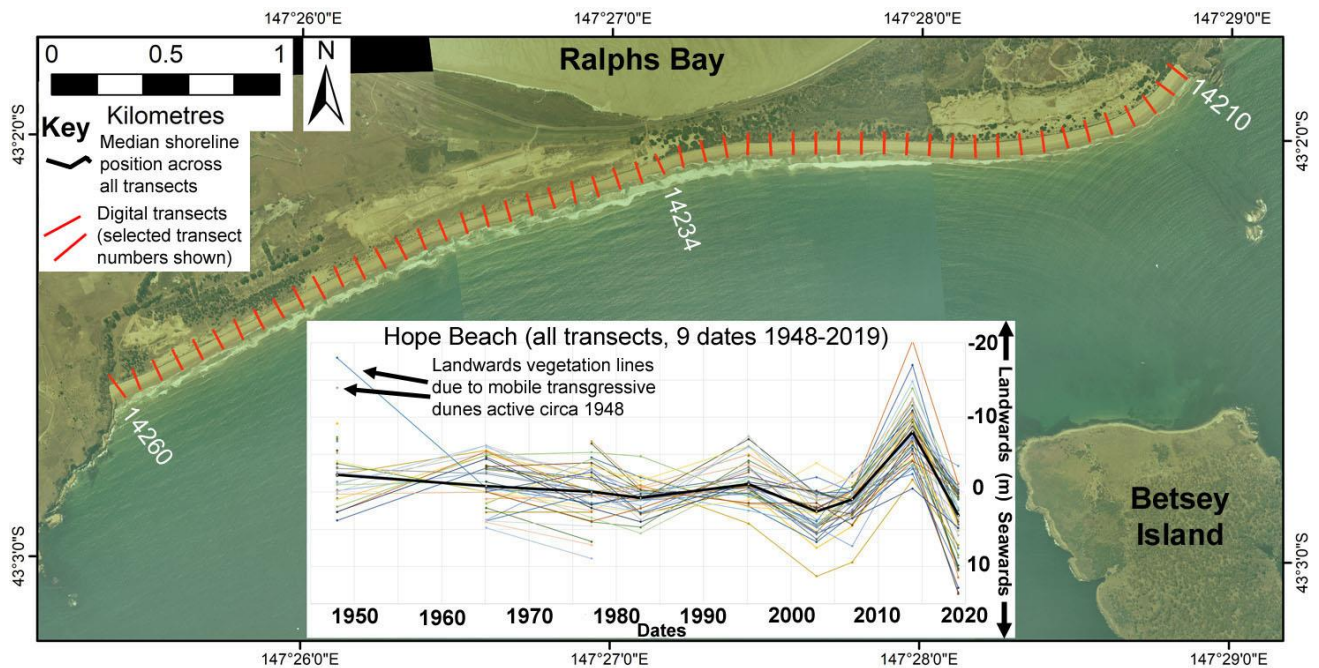 147°26'0"E
147°27'0"E
147°28'0"E
147°29'0"E
0 0.5 1
Kilometres
N
Key
Median shoreline
position across
all transects
Digital transects
(selected transect
numbers shown)
Ralphs Bay
14210
14234
14260
43°2'0"S
43°2'0"S
Hope Beach (all transects, 9 dates 1948-2019)
Landwards vegetation lines
due to mobile transgressive
dunes active circa 1948
-20
-10
0
10
Landwards (m) Seawards
1950 1960 1970 1980 1990 2000 2010 2020
Dates
Betsey
Island
43°3'0"S
43°3'0"S
147°26'0"E
147°27'0"E
147°28'0"E
147°29'0"E